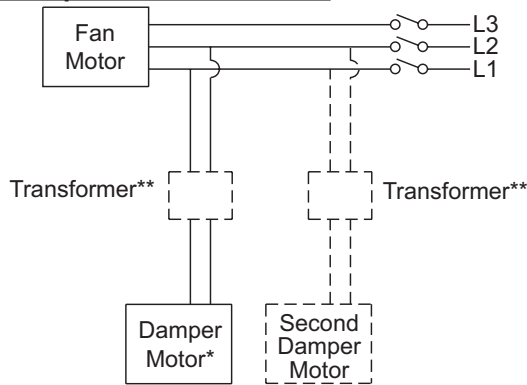 Fan
Motor
L3
L2
L1
Transformer**
Transformer**
Damper
Motor*
Second
Damper
Motor